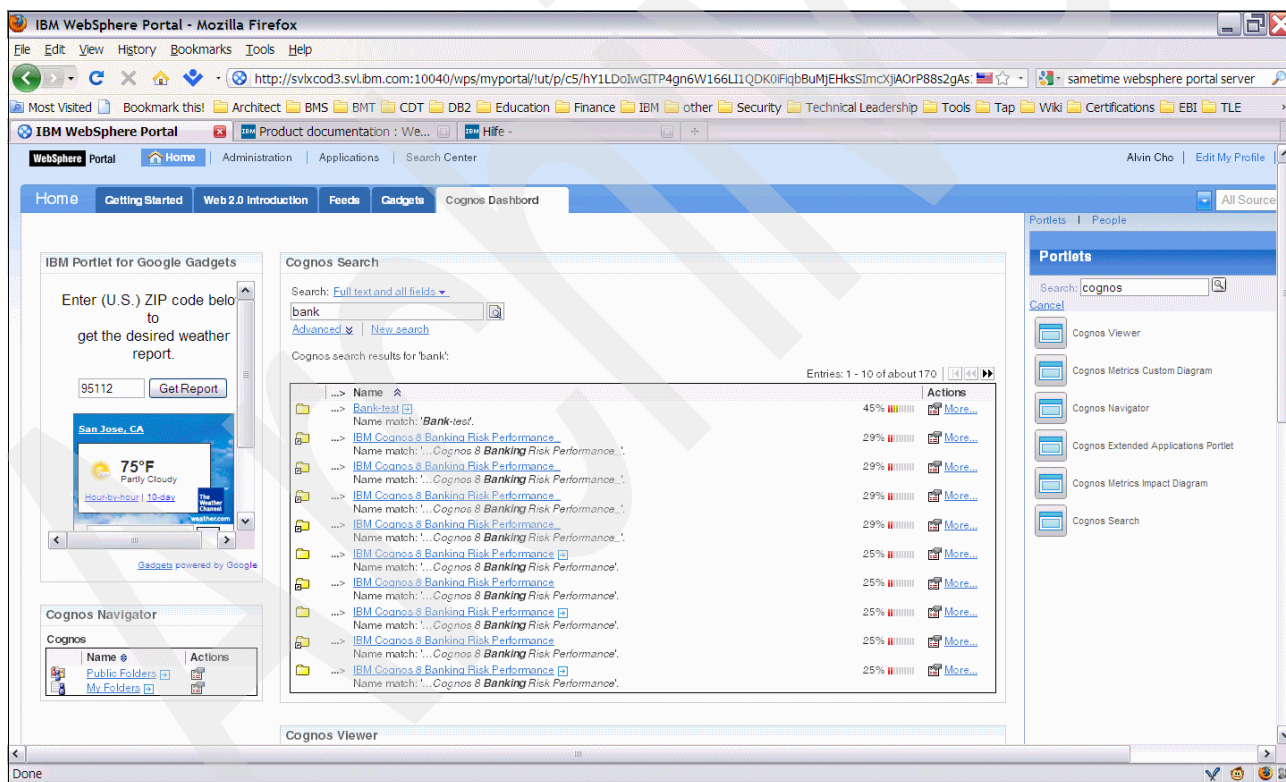 IBM WebSphere Portal - Mozilla Firefox
File Edit View History Bookmarks Tools Help
sametime websphere portal server
Most Visited Bookmark this! Architect BMS BMT CDT DB2 Education Finance IBM other Security Technical Leadership Tools Tap Wiki Certifications EBI TLE
IBM WebSphere Portal Product documentation : We... Hilfe -
WebSphere Portal Home | Administration | Applications | Search Center Alvin Cho | Edit My Profile |
Home Getting Started Web 2.0 Introduction Feeds Gadgets Cognos Dashbord All Source
Portlets | People
IBM Portlet for Google Gadgets
Enter (U.S.) ZIP code belo
to
get the desired weather
report.
95112 Get Report
San Jose, CA
75°F
Partly Cloudy
Hour-by-hour | 10-day
The
Weather
Channel
weather.com
Gadgets powered by Google
Cognos Navigator
Cognos
Name Actions
Public Folders
My Folders
Cognos Search
Search: Full text and all fields
bank
Advanced | New search
Cognos search results for 'bank':
Entries: 1 - 10 of about 170
...> Name Actions
...> Bank-test 45% More...
Name match: 'Bank-test'.
...> IBM Cognos 8 Banking Risk Performance_ 29% More...
Name match: '...Cognos 8 Banking Risk Performance_'.
...> IBM Cognos 8 Banking Risk Performance_ 29% More...
Name match: '...Cognos 8 Banking Risk Performance_'.
...> IBM Cognos 8 Banking Risk Performance_ 29% More...
Name match: '...Cognos 8 Banking Risk Performance_'.
...> IBM Cognos 8 Banking Risk Performance_ 29% More...
Name match: '...Cognos 8 Banking Risk Performance_'.
...> IBM Cognos 8 Banking Risk Performance 25% More...
Name match: '...Cognos 8 Banking Risk Performance'.
...> IBM Cognos 8 Banking Risk Performance 25% More...
Name match: '...Cognos 8 Banking Risk Performance'.
...> IBM Cognos 8 Banking Risk Performance 25% More...
Name match: '...Cognos 8 Banking Risk Performance'.
...> IBM Cognos 8 Banking Risk Performance 25% More...
Name match: '...Cognos 8 Banking Risk Performance'.
...> IBM Cognos 8 Banking Risk Performance 25% More...
Name match: '...Cognos 8 Banking Risk Performance'.
Cognos Viewer
Portlets
Search: cognos
Cancel
Cognos Viewer
Cognos Metrics Custom Diagram
Cognos Navigator
Cognos Extended Applications Portlet
Cognos Metrics Impact Diagram
Cognos Search
Done